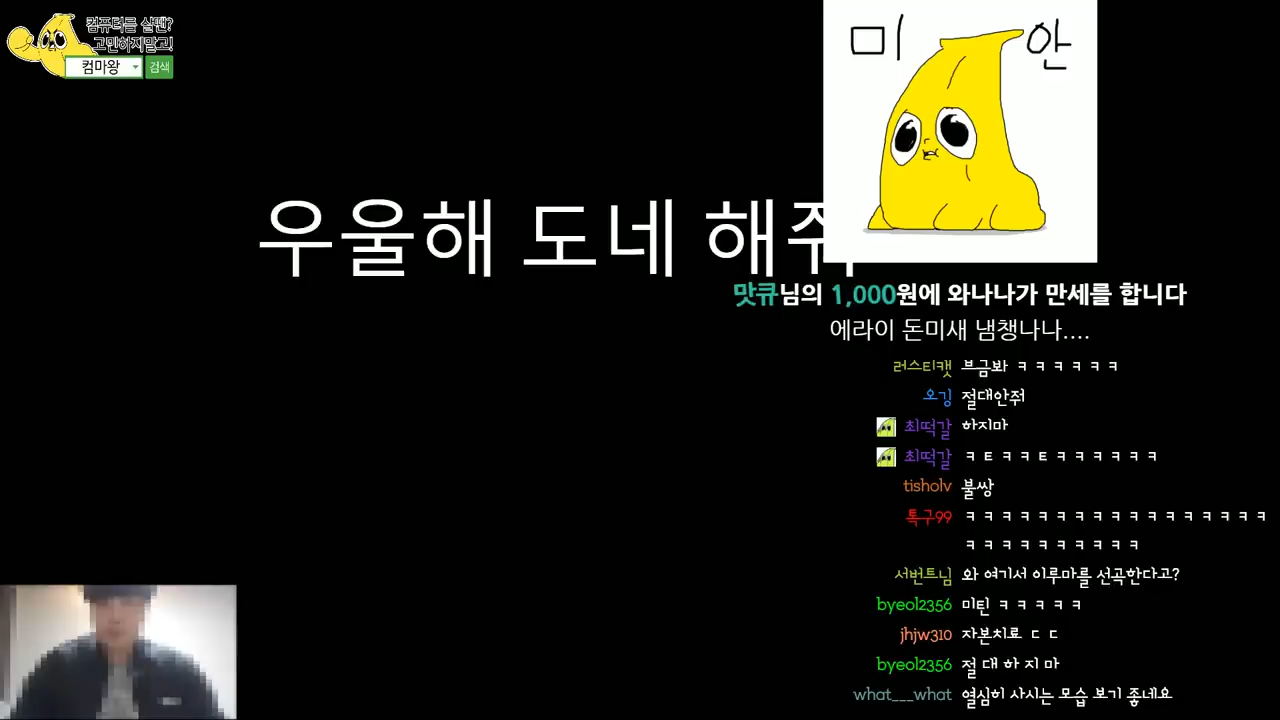 컴퓨터를 살땐?
고민하지말고!
컴마왕
검색
미 안
우울해 도네 해줘
맛큐님의 1,000원에 와나나가 만세를 합니다
에라이 돈미새 냄챙나나....
러스티캣 브금봐 ㅋㅋㅋㅋㅋㅋ
오깅 절대안줘
최떡갈 하지마
최떡갈 ㅋㅌㅋㅋㅌㅋㅋㅋㅋㅋㅋ
tisholv 불쌍
톡구99 ㅋㅋㅋㅋㅋㅋㅋㅋㅋㅋㅋㅋㅋㅋㅋㅋㅋ
ㅋㅋㅋㅋㅋㅋㅋㅋㅋㅋ
서번트님 와 여기서 이루마를 선곡한다고?
byeol2356 미틴 ㅋㅋㅋㅋㅋ
jhjw310 자본치료 ㄷㄷ
byeol2356 절 대 하 지 마
what___what 열심히 사시는 모습 보기 좋네요